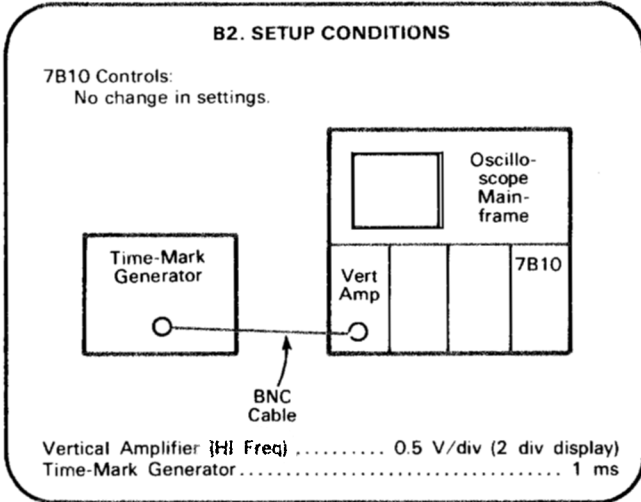 B2. SETUP CONDITIONS
7B10 Controls:
No change in settings.
Oscillo-
scope
Main-
frame
Time-Mark
Generator
Vert
Amp
7B10
BNC
Cable
Vertical Amplifier (HI Freq) .......... 0.5 V/div (2 div display)
Time-Mark Generator.................................. 1 ms